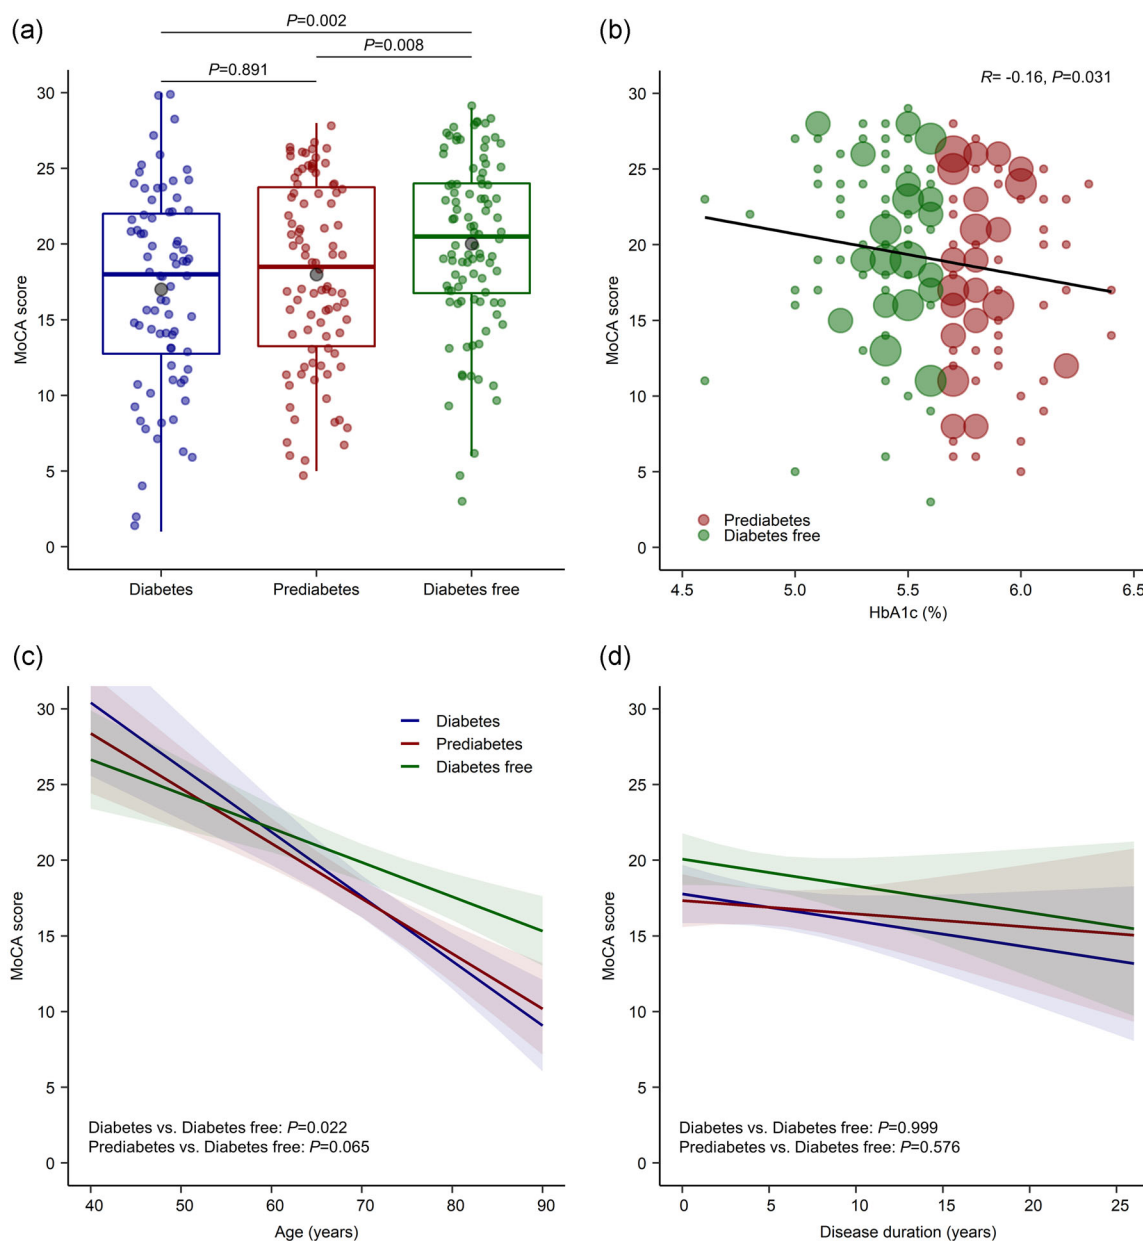 (a)
P=0.002
P=0.008
P=0.891
MoCA score
30
25
20
15
10
5
0
Diabetes
Prediabetes
Diabetes free
(b)
R= -0.16, P=0.031
MoCA score
30
25
20
15
10
5
0
Prediabetes
Diabetes free
4.5
5.0
5.5
6.0
6.5
HbA1c (%)
(c)
MoCA score
30
25
20
15
10
5
0
Diabetes
Prediabetes
Diabetes free
Diabetes vs. Diabetes free: P=0.022
Prediabetes vs. Diabetes free: P=0.065
40
50
60
70
80
90
Age (years)
(d)
MoCA score
30
25
20
15
10
5
0
Diabetes vs. Diabetes free: P=0.999
Prediabetes vs. Diabetes free: P=0.576
0
5
10
15
20
25
Disease duration (years)